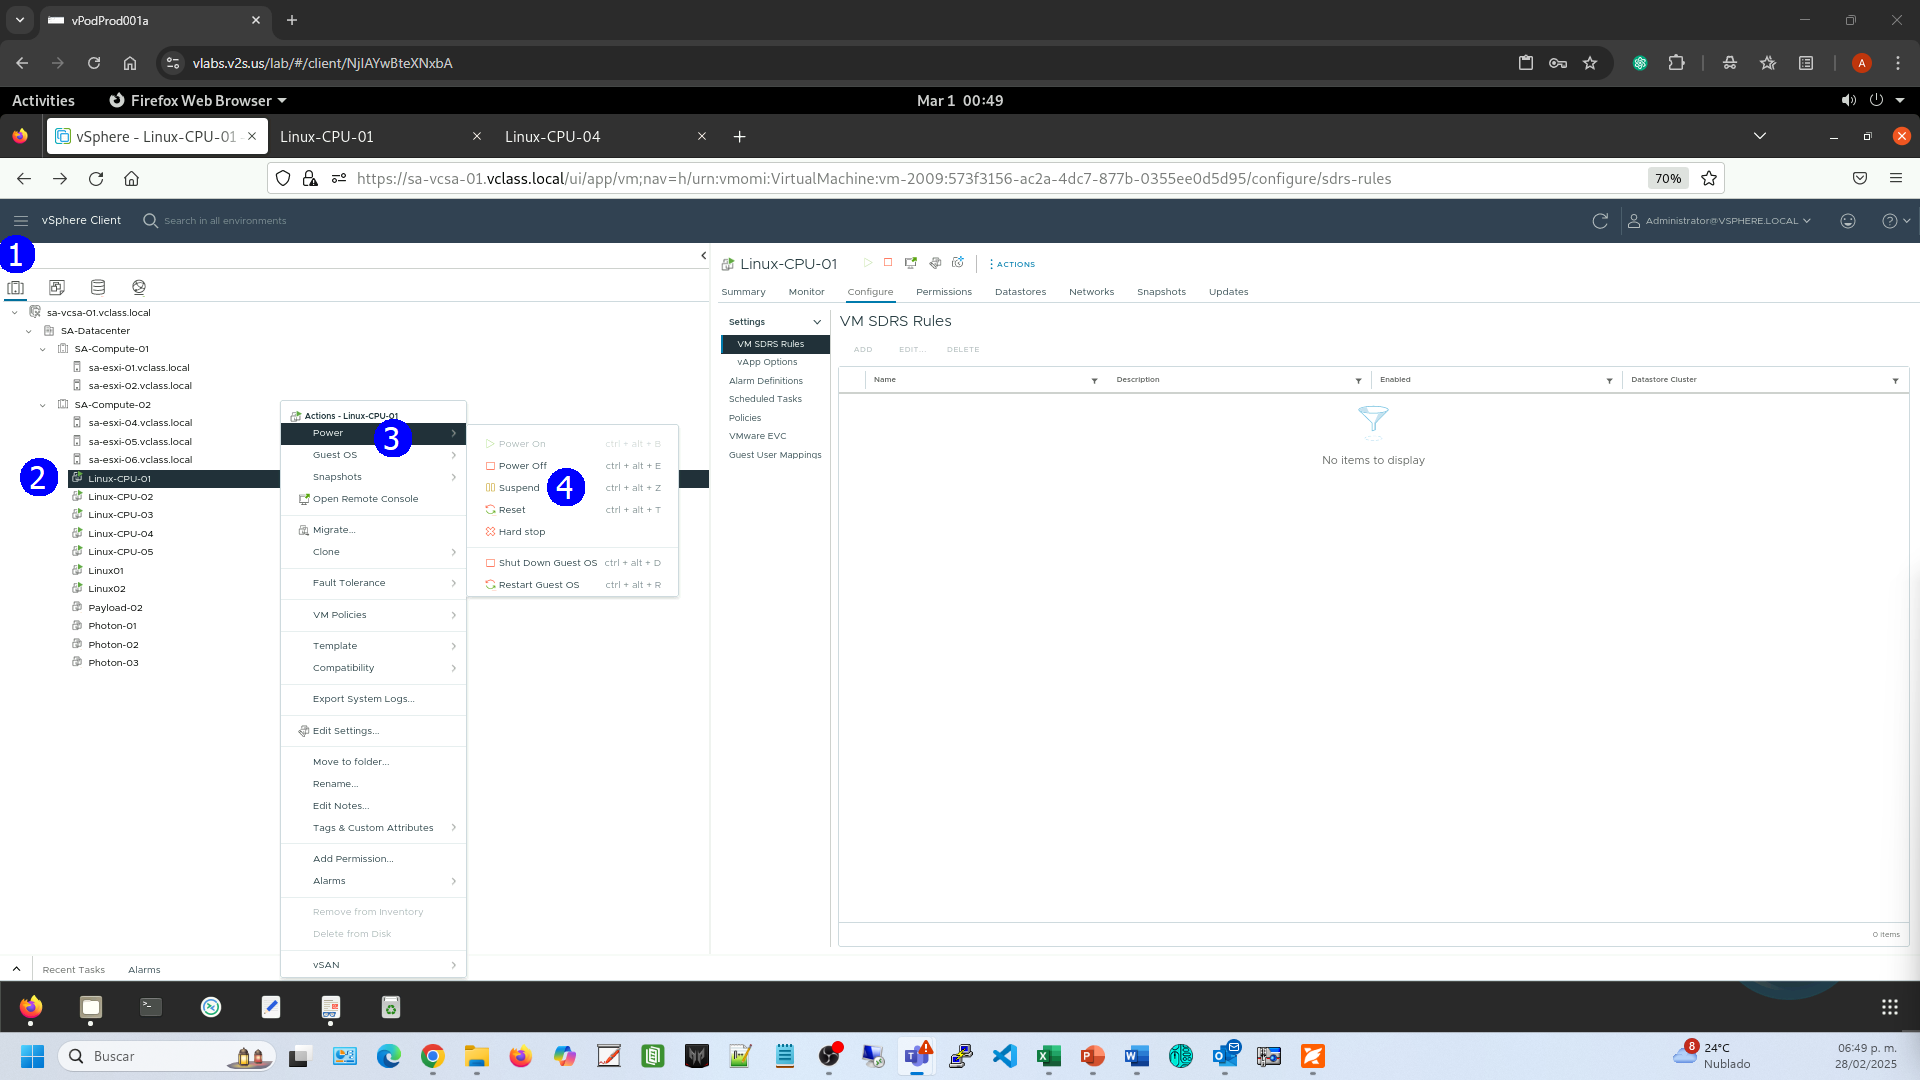 vPodProd001a
vlabs.v2s.us/lab/#/client/NjlAYwBteXNxbA
A
Activities
Firefox Web Browser
Mar 1 00:49
vSphere - Linux-CPU-01
Linux-CPU-01
Linux-CPU-04
https://sa-vcsa-01.vclass.local/ui/app/vm;nav=h/urn:vmomi:VirtualMachine:vm-2009:573f3156-ac2a-4dc7-877b-0355ee0d5d95/configure/sdrs-rules
70%
vSphere Client
Search in all environments
Administrator@VSPHERE.LOCAL
1
sa-vcsa-01.vclass.local
SA-Datacenter
SA-Compute-01
sa-esxi-01.vclass.local
sa-esxi-02.vclass.local
SA-Compute-02
sa-esxi-04.vclass.local
sa-esxi-05.vclass.local
sa-esxi-06.vclass.local
2
Linux-CPU-01
Linux-CPU-02
Linux-CPU-03
Linux-CPU-04
Linux-CPU-05
Linux01
Linux02
Payload-02
Photon-01
Photon-02
Photon-03
Actions - Linux-CPU-01
Power
3
Guest OS
Snapshots
Open Remote Console
Migrate...
Clone
Fault Tolerance
VM Policies
Template
Compatibility
Export System Logs...
Edit Settings...
Move to folder...
Rename...
Edit Notes...
Tags & Custom Attributes
Add Permission...
Alarms
Remove from Inventory
Delete from Disk
vSAN
Power On ctrl + alt + B
Power Off ctrl + alt + E
Suspend 4 ctrl + alt + Z
Reset ctrl + alt + T
Hard stop
Shut Down Guest OS ctrl + alt + D
Restart Guest OS ctrl + alt + R
Linux-CPU-01
ACTIONS
Summary Monitor Configure Permissions Datastores Networks Snapshots Updates
Settings
VM SDRS Rules
vApp Options
Alarm Definitions
Scheduled Tasks
Policies
VMware EVC
Guest User Mappings
VM SDRS Rules
ADD EDIT... DELETE
Name Description Enabled Datastore Cluster
No items to display
0 items
Recent Tasks Alarms
Buscar
8
24°C
Nublado
06:49 p. m.
28/02/2025